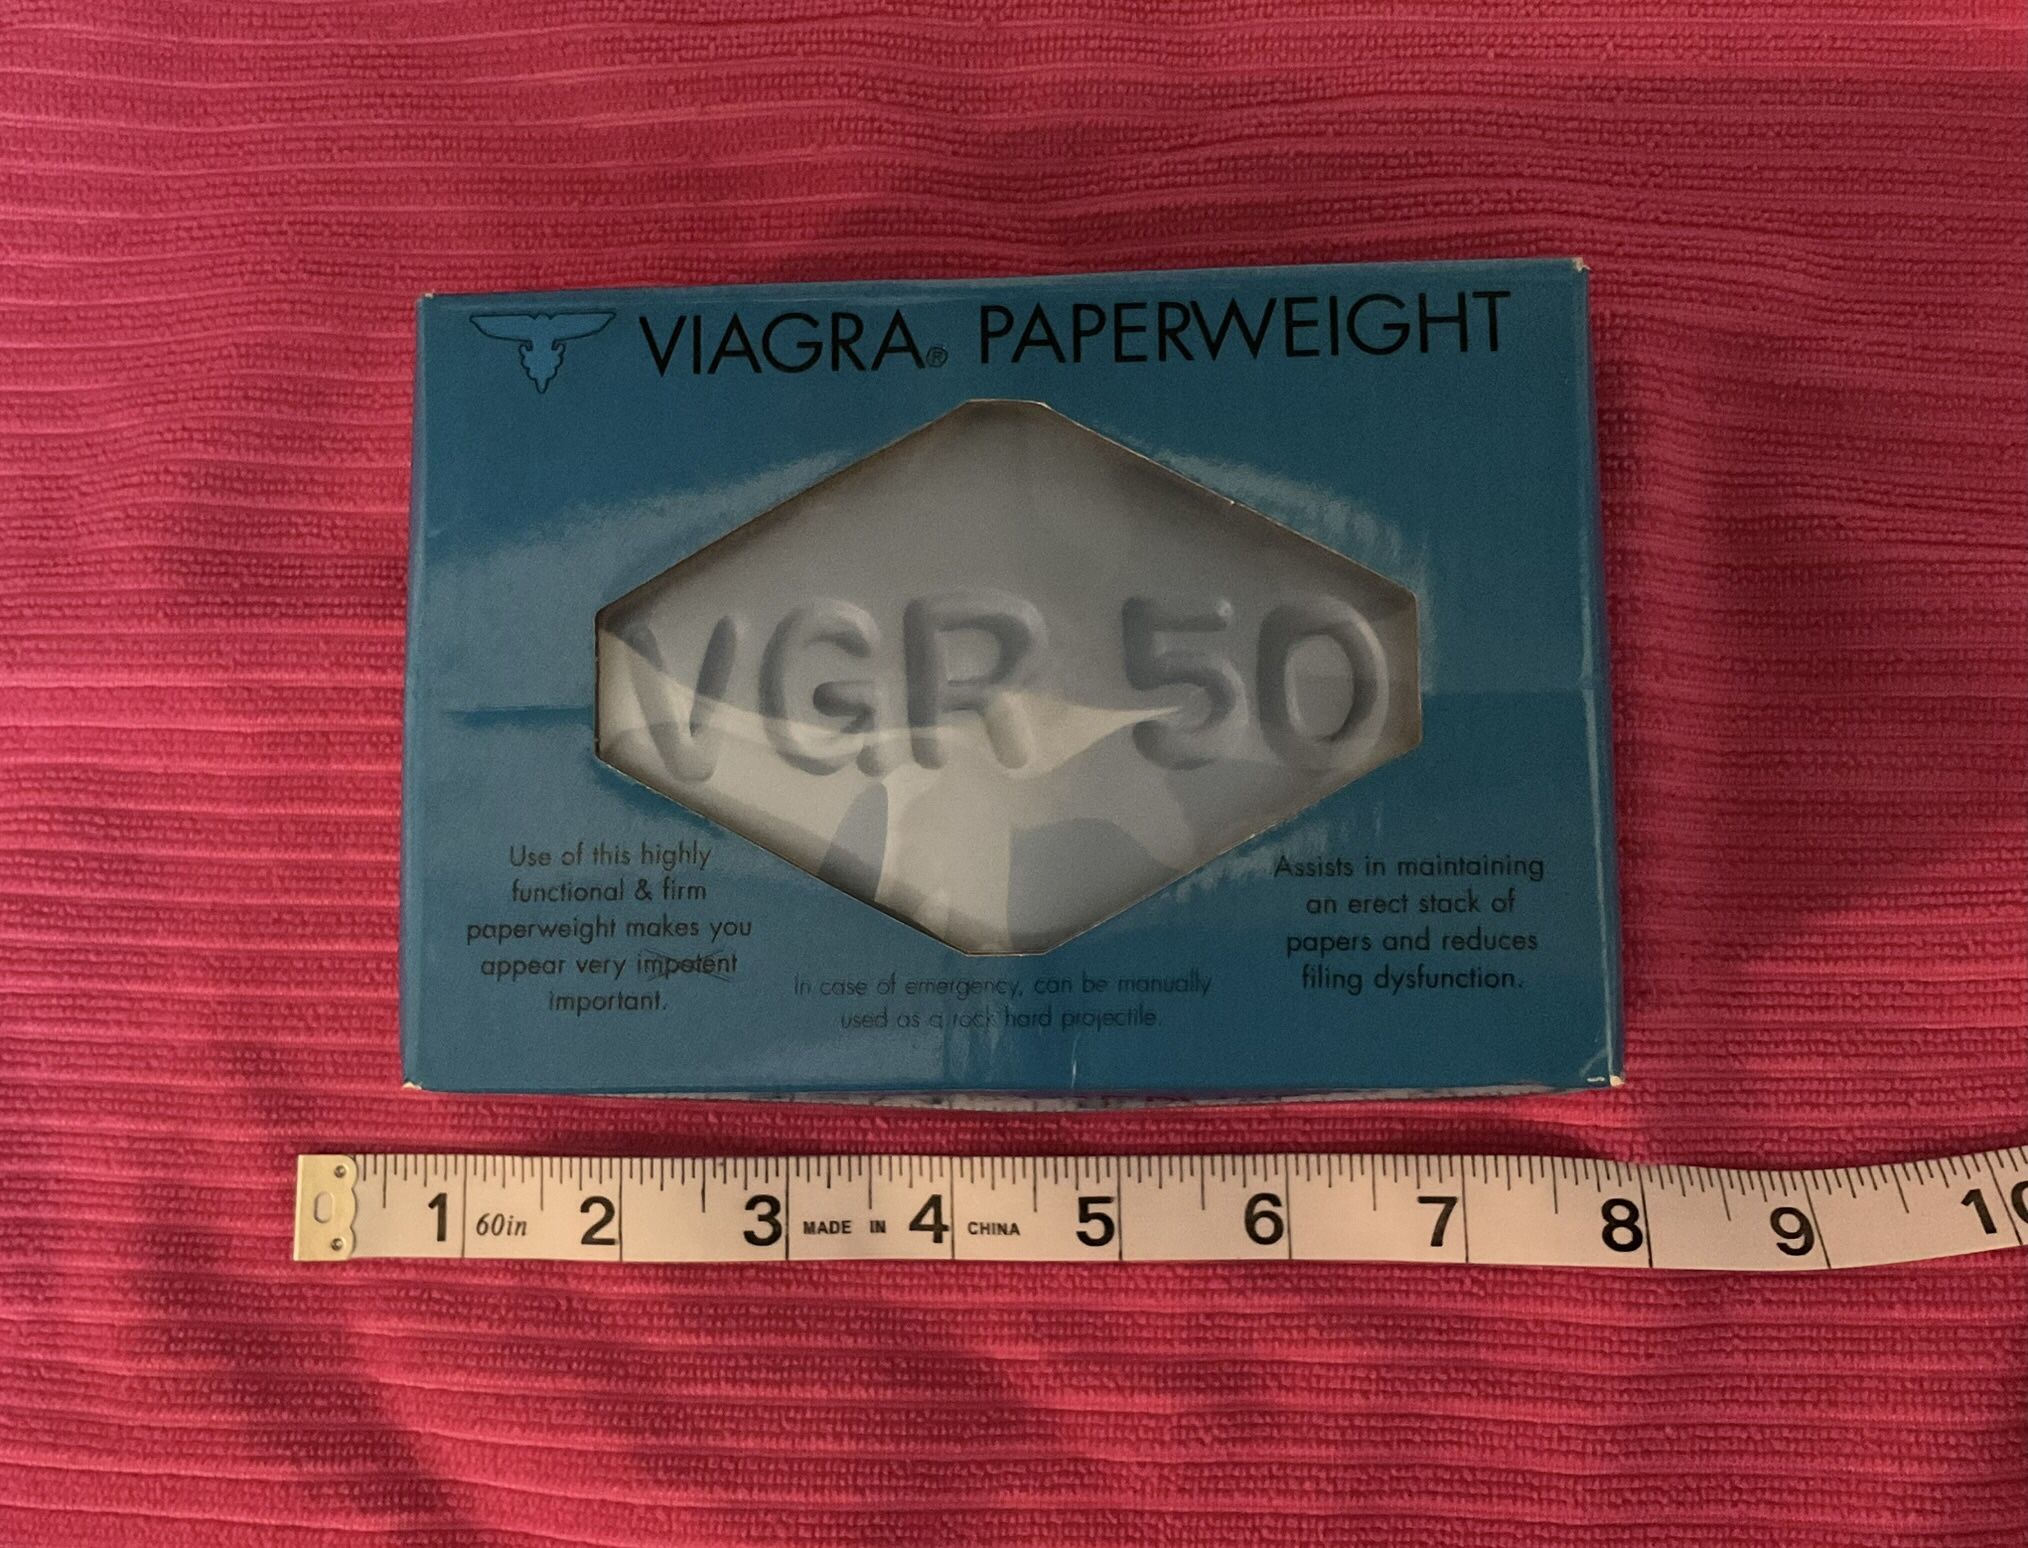 VIAGRA® PAPERWEIGHT
VGR 50
Use of this highly
functional & firm
paperweight makes you
appear very impotent
important.
In case of emergency, can be manually
used as a rock hard projectile.
Assists in maintaining
an erect stack of
papers and reduces
filing dysfunction.
1 60in 2 3 MADE IN 4 CHINA 5 6 7 8 9 10